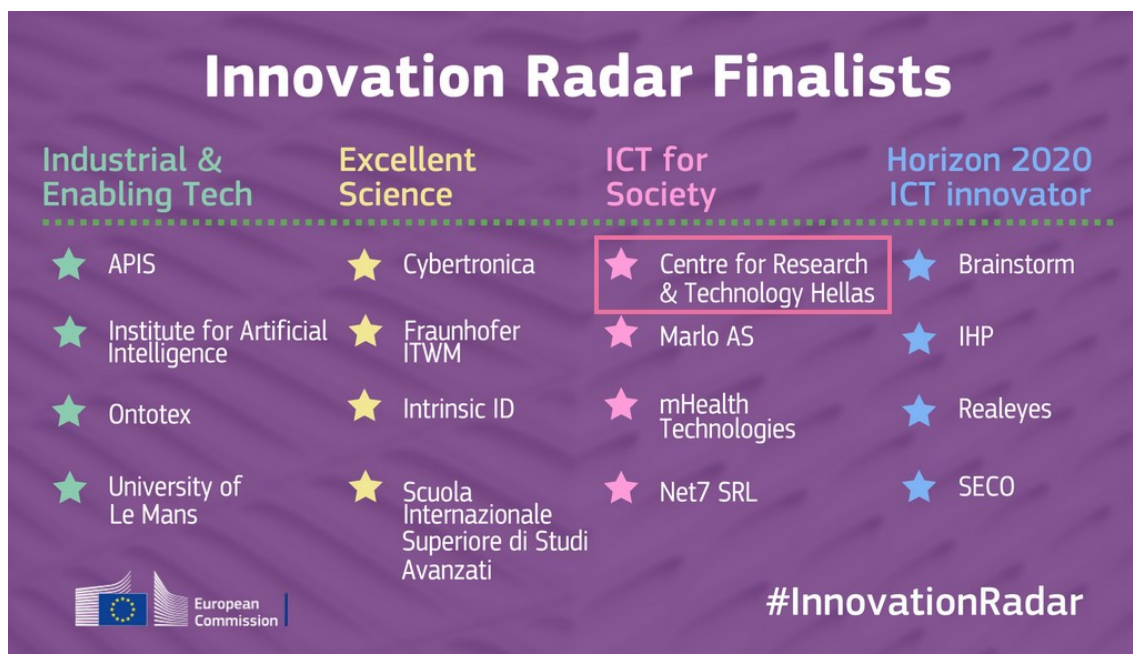 Innovation Radar Finalists
Industrial &
Enabling Tech
APIS
Institute for Artificial
Intelligence
Ontotex
University of
Le Mans
Excellent
Science
Cybertronica
Fraunhofer
ITWM
Intrinsic ID
Scuola
Internazionale
Superiore di Studi
Avanzati
ICT for
Society
Centre for Research
& Technology Hellas
Marlo AS
mHealth
Technologies
Net7 SRL
Horizon 2020
ICT innovator
Brainstorm
IHP
Realeyes
SECO
European
Commission
#InnovationRadar